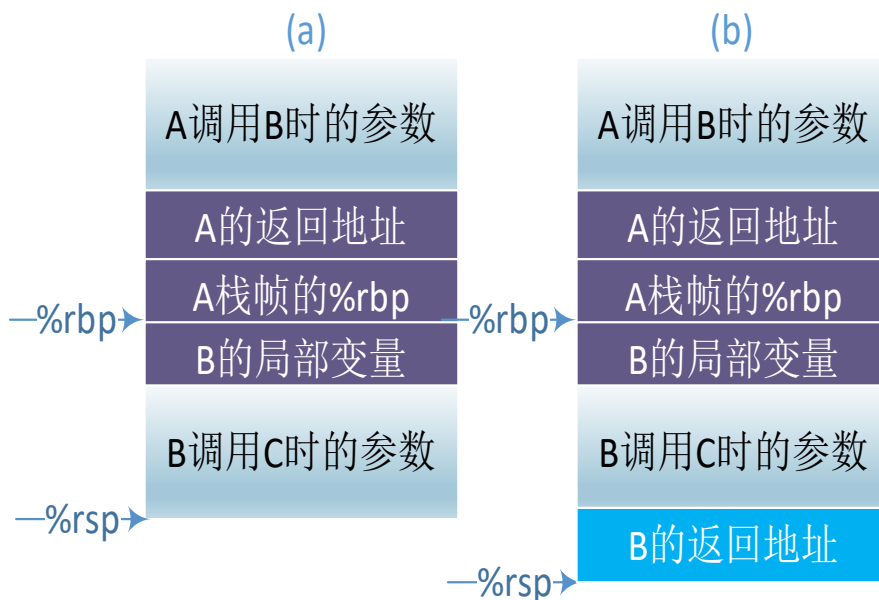 (a)
A调用B时的参数
A的返回地址
A栈帧的%rbp
%rbp
B的局部变量
B调用C时的参数
%rsp
(b)
A调用B时的参数
A的返回地址
A栈帧的%rbp
%rbp
B的局部变量
B调用C时的参数
B的返回地址
%rsp